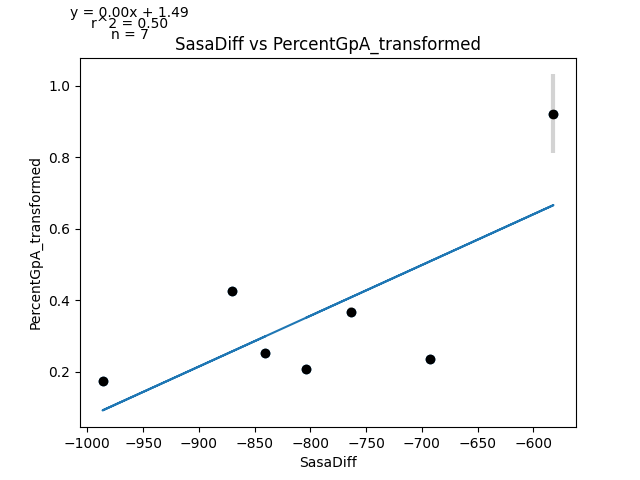 y = 0.00x + 1.49
r^2 = 0.50
n = 7
SasaDiff vs PercentGpA_transformed
1.0
0.8
0.6
0.4
0.2
PercentGpA_transformed
−1000 −950 −900 −850 −800 −750 −700 −650 −600
SasaDiff